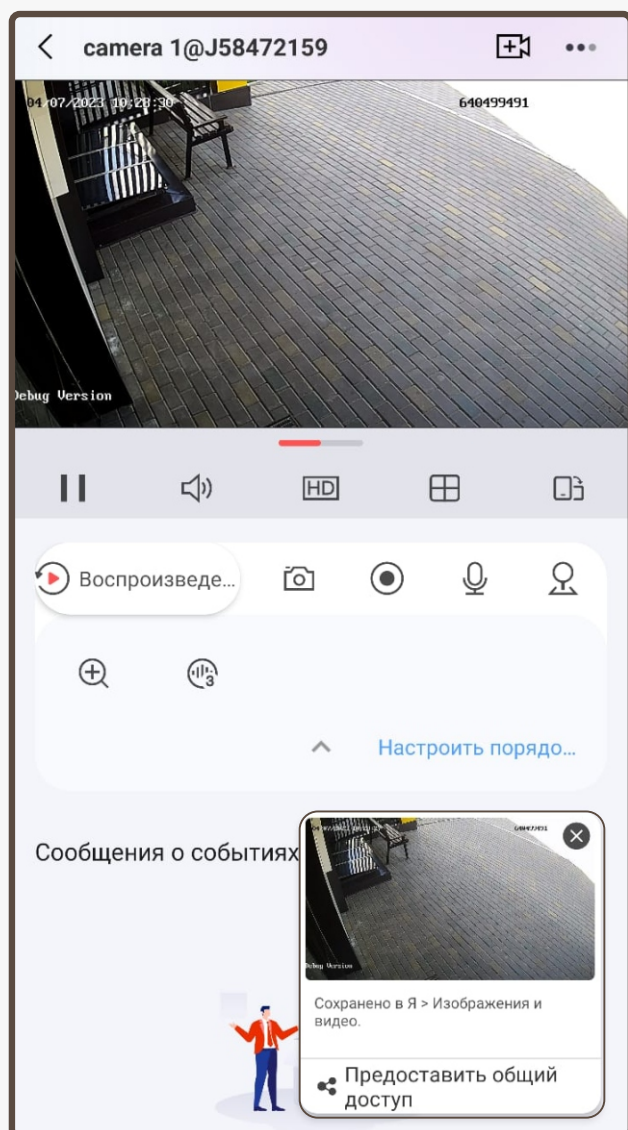 camera 1@J58472159
04/07/2023 10:28:30
640499491
Debug Version
HD
Воспроизведе...
3
Настроить порядо...
Сообщения о событиях
Debug Version
Сохранено в Я > Изображения и
видео.
Предоставить общий
доступ